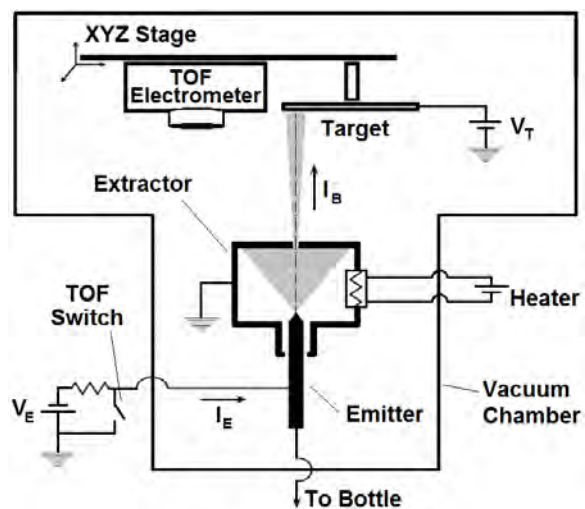 XYZ Stage
TOF
Electrometer
Target
V_T
Extractor
I_B
TOF
Switch
Heater
V_E
I_E
Emitter
Vacuum
Chamber
To Bottle